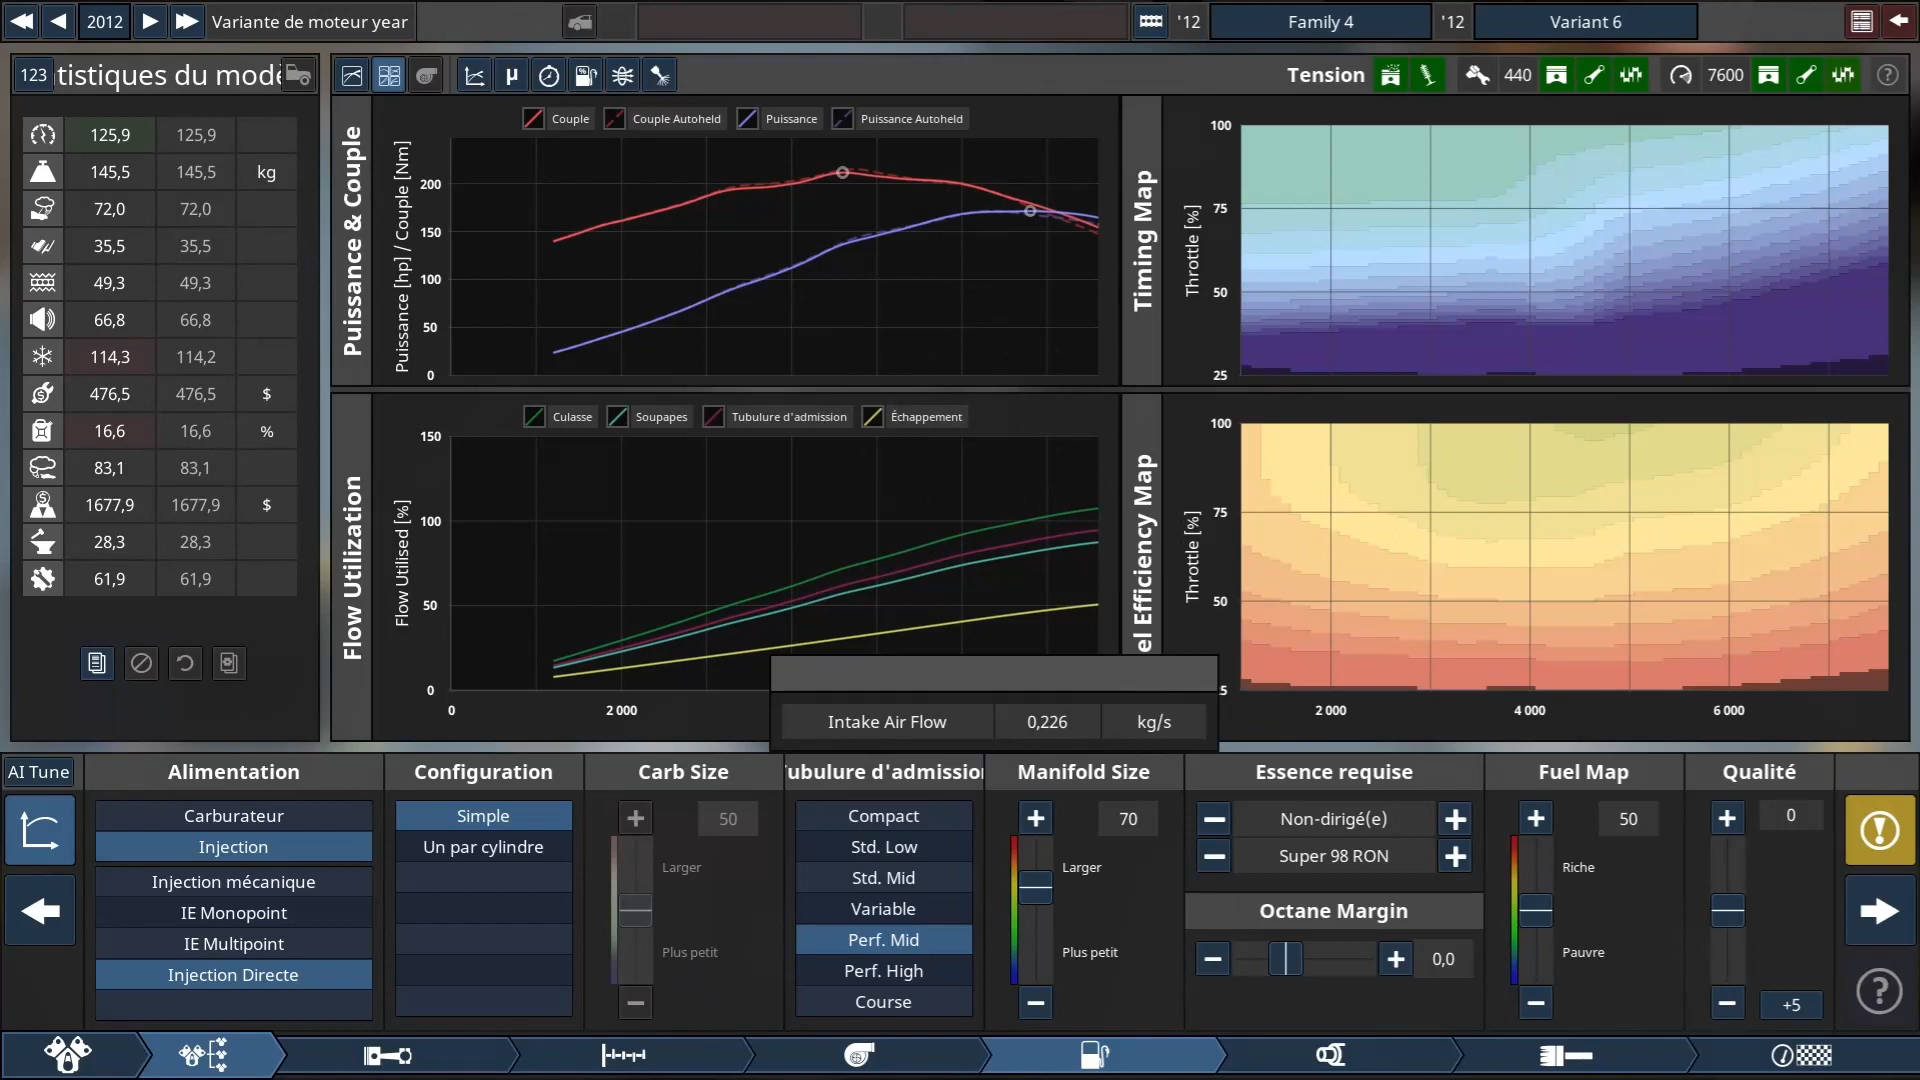 2012
Variante de moteur year
'12
Family 4
'12
Variant 6
123
tistiques du modè
Tension
440
7600
125,9 125,9
145,5 145,5 kg
72,0 72,0
35,5 35,5
49,3 49,3
66,8 66,8
114,3 114,2
476,5 476,5 $
16,6 16,6 %
83,1 83,1
1677,9 1677,9 $
28,3 28,3
61,9 61,9
Puissance & Couple
Puissance [hp] / Couple [Nm]
Couple
Couple Autoheld
Puissance
Puissance Autoheld
200
150
100
50
0
Timing Map
Throttle [%]
100
75
50
25
Flow Utilization
Flow Utilised [%]
Culasse
Soupapes
Tubulure d'admission
Échappement
150
100
50
0
0
2 000
Intake Air Flow 0,226 kg/s
el Efficiency Map
Throttle [%]
100
75
50
5
2 000
4 000
6 000
AI Tune
Alimentation
Carburateur
Injection
Injection mécanique
IE Monopoint
IE Multipoint
Injection Directe
Configuration
Simple
Un par cylindre
Carb Size
50
Larger
Plus petit
ubulure d'admissio
Compact
Std. Low
Std. Mid
Variable
Perf. Mid
Perf. High
Course
Manifold Size
70
Larger
Plus petit
Essence requise
Non-dirigé(e)
Super 98 RON
Octane Margin
0,0
Fuel Map
50
Riche
Pauvre
Qualité
0
+5